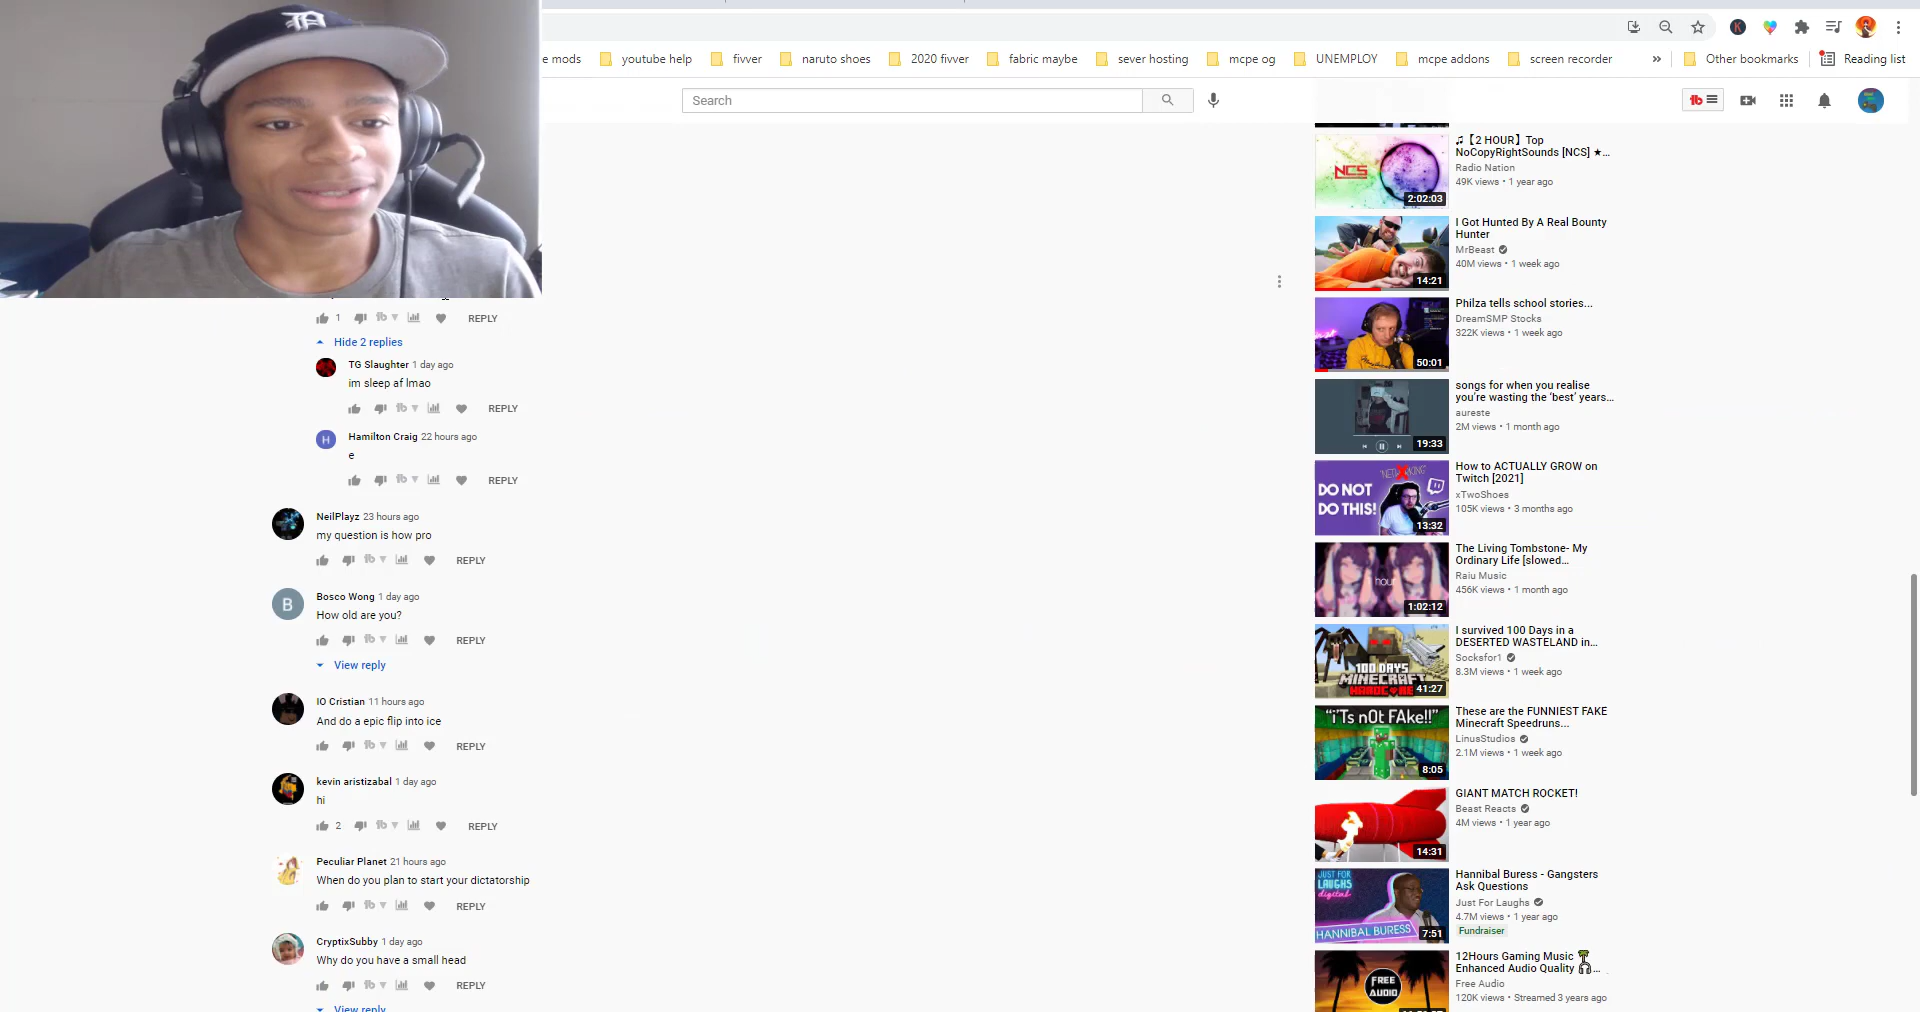 e mods
youtube help
fivver
naruto shoes
2020 fivver
fabric maybe
sever hosting
mcpe og
UNEMPLOY
mcpe addons
screen recorder
»
Other bookmarks
Reading list
Search
1
REPLY
Hide 2 replies
TG Slaughter 1 day ago
im sleep af lmao
REPLY
H
Hamilton Craig 22 hours ago
e
REPLY
NeilPlayz 23 hours ago
my question is how pro
REPLY
B
Bosco Wong 1 day ago
How old are you?
REPLY
View reply
IO Cristian 11 hours ago
And do a epic flip into ice
REPLY
kevin aristizabal 1 day ago
hi
2
REPLY
Peculiar Planet 21 hours ago
When do you plan to start your dictatorship
REPLY
CryptixSubby 1 day ago
Why do you have a small head
REPLY
View reply
NCS
2:02:03
♫【2 HOUR】Top
NoCopyRightSounds [NCS] ★...
Radio Nation
49K views • 1 year ago
14:21
I Got Hunted By A Real Bounty
Hunter
MrBeast
40M views • 1 week ago
50:01
Philza tells school stories...
DreamSMP Stocks
322K views • 1 week ago
19:33
songs for when you realise
you're wasting the 'best' years...
aureste
2M views • 1 month ago
DO NOT
DO THIS!
13:32
How to ACTUALLY GROW on
Twitch [2021]
xTwoShoes
105K views • 3 months ago
hour
1:02:12
The Living Tombstone- My
Ordinary Life [slowed...
Raiu Music
456K views • 1 month ago
100 DAYS
MINECRAFT
HARDCORE
41:27
I survived 100 Days in a
DESERTED WASTELAND in...
Socksfor1
8.3M views • 1 week ago
“iTs nOt FAke!!”
8:05
These are the FUNNIEST FAKE
Minecraft Speedruns...
LinusStudios
2.1M views • 1 week ago
14:31
GIANT MATCH ROCKET!
Beast Reacts
4M views • 1 year ago
JUST FOR
LAUGHS
digital
HANNIBAL BURESS
7:51
Hannibal Buress - Gangsters
Ask Questions
Just For Laughs
4.7M views • 1 year ago
Fundraiser
FREE
AUDIO
12Hours Gaming Music
Enhanced Audio Quality
Free Audio
120K views • Streamed 3 years ago